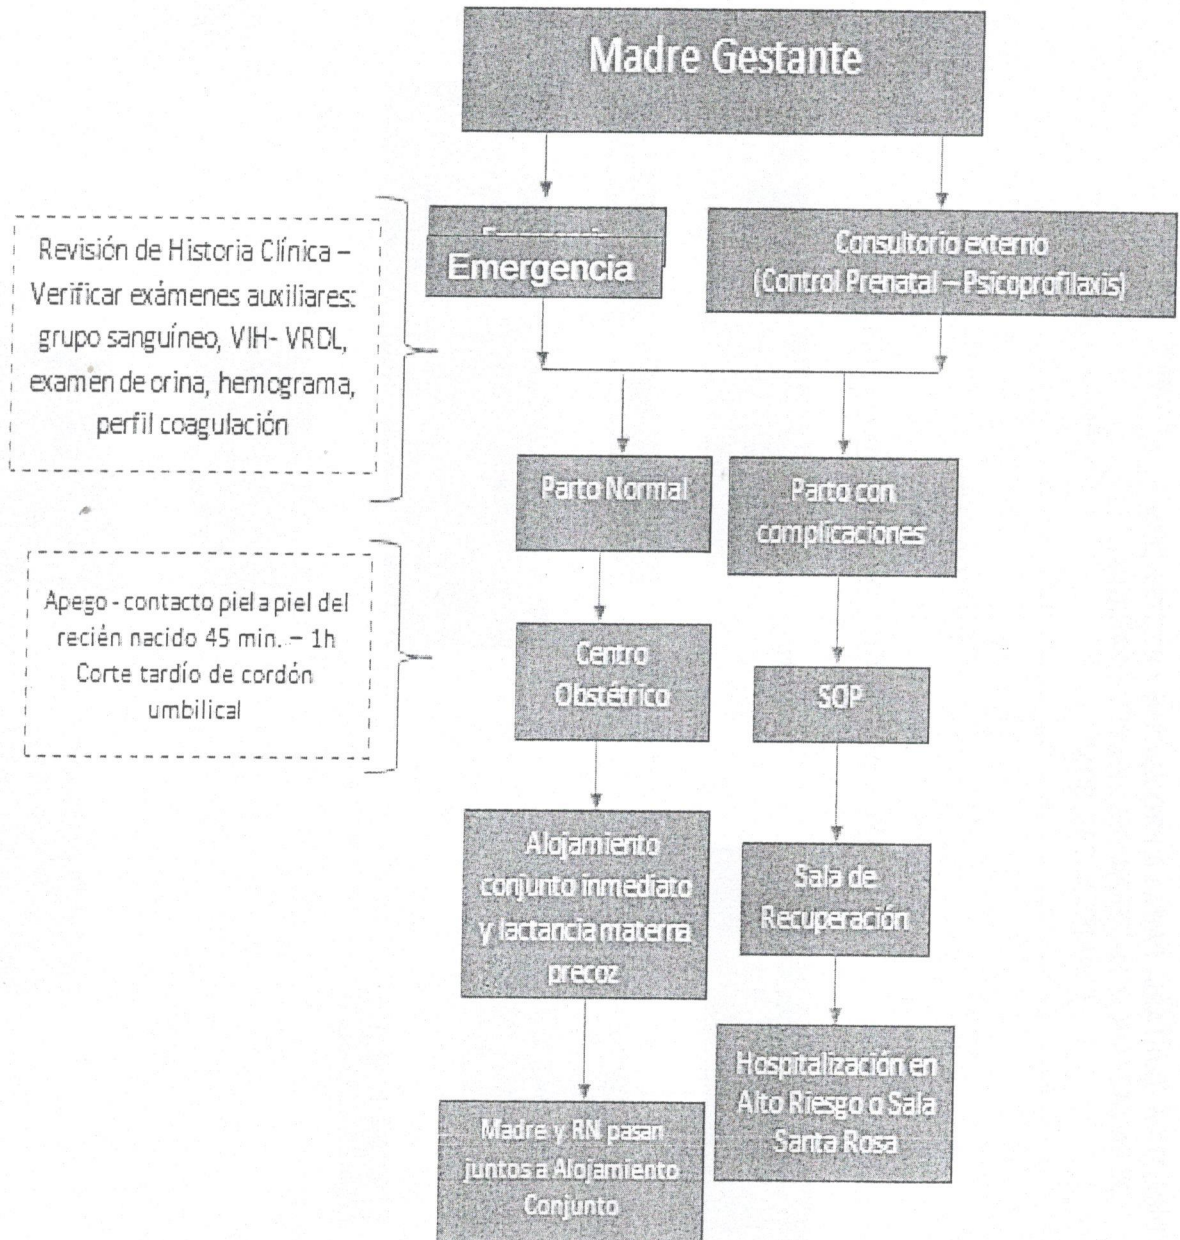 Madre Gestante
Emergencia
Consultorio externo
(Control Prenatal – Psicoprofilaxis)
Revisión de Historia Clínica –
Verificar exámenes auxiliares:
grupo sanguíneo, VIH- VRDL,
examen de orina, hemograma,
perfil coagulación
Parto Normal
Parto con
complicaciones
Apego - contacto piel a piel del
recién nacido 45 min. – 1h
Corte tardío de cordón
umbilical
Centro
Obstétrico
SOP
Alojamiento
conjunto inmediato
y lactancia materna
precoz
Sala de
Recuperación
Hospitalización en
Alto Riesgo o Sala
Santa Rosa
Madre y RN pasan
juntos a Alojamiento
Conjunto